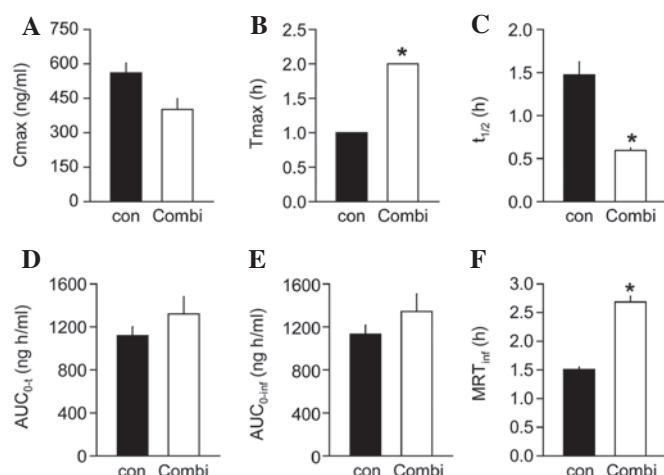 A
750
600
450
300
150
0
Cmax (ng/ml)
con Combi
B
2.5
2.0
1.5
1.0
0.5
0.0
Tmax (h)
*
con Combi
C
2.0
1.5
1.0
0.5
0.0
t1/2 (h)
*
con Combi
D
1600
1200
800
400
0
AUC0-t (ng h/ml)
con Combi
E
1600
1200
800
400
0
AUC0-inf (ng h/ml)
con Combi
F
3.0
2.5
2.0
1.5
1.0
0.5
0.0
MRTinf (h)
*
con Combi